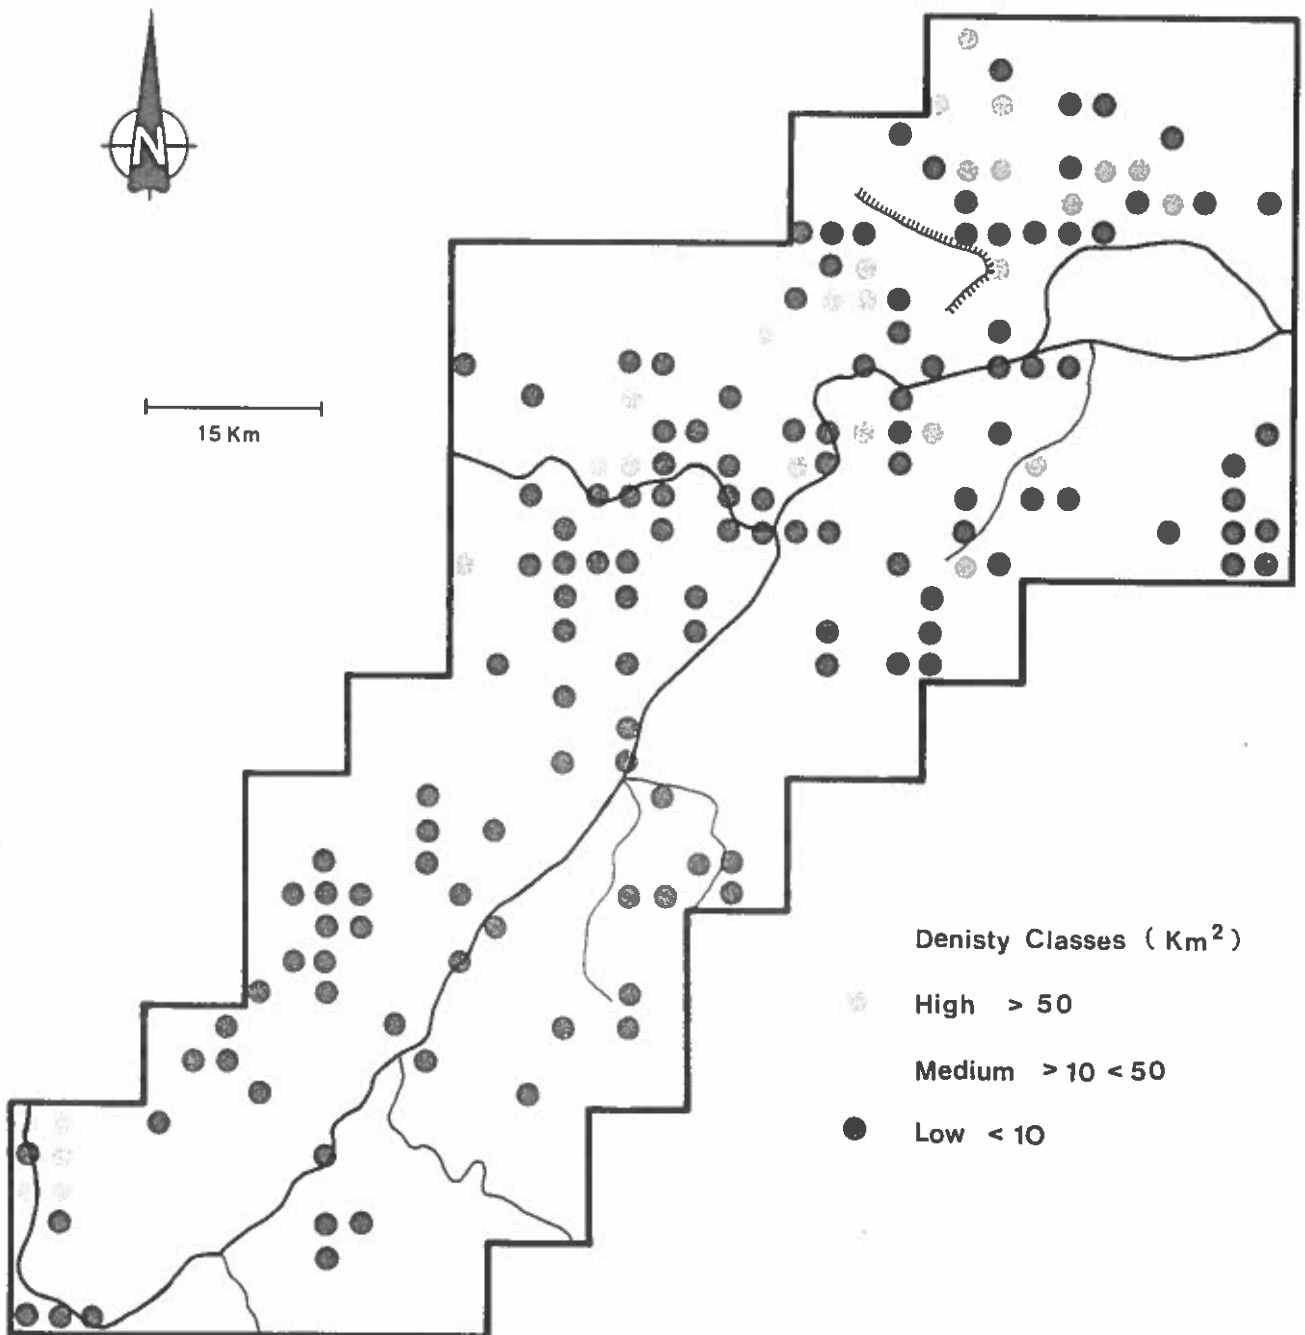 N
15 Km
Denisty Classes ( Km²)
High > 50
Medium > 10 < 50
Low < 10